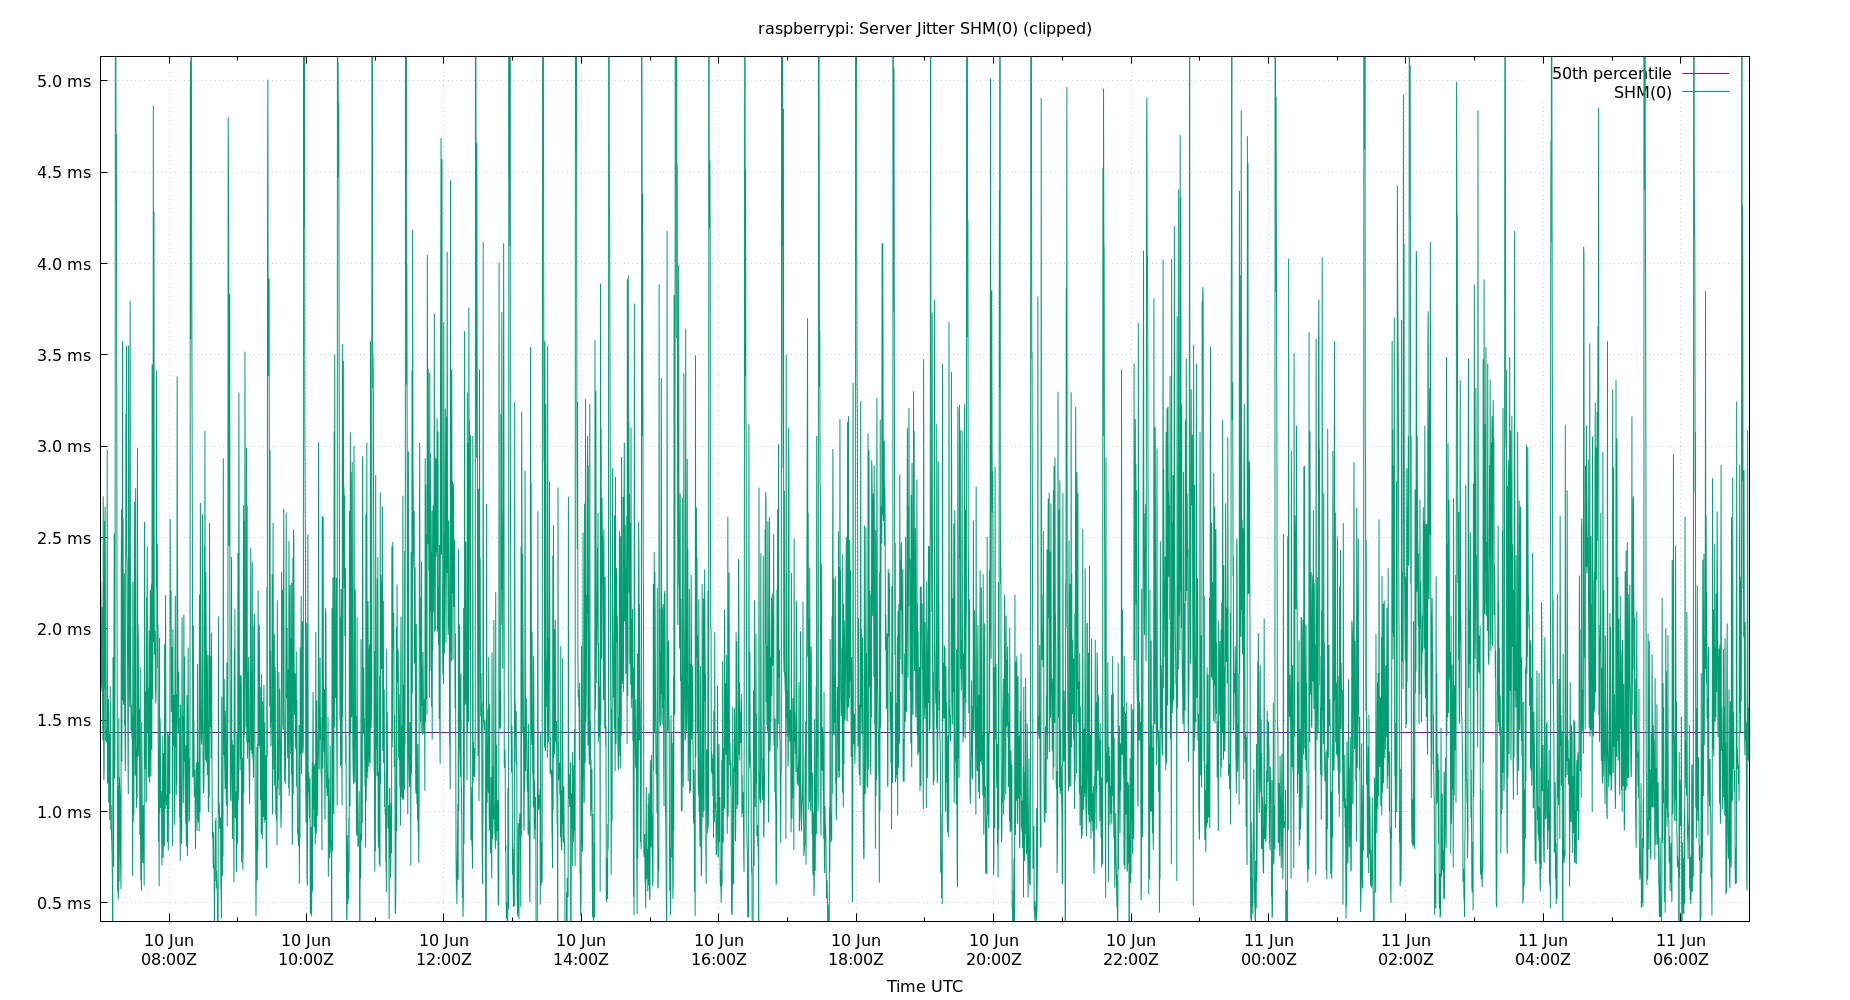 raspberrypi: Server Jitter SHM(0) (clipped)
50th percentile
SHM(0)
5.0 ms
4.5 ms
4.0 ms
3.5 ms
3.0 ms
2.5 ms
2.0 ms
1.5 ms
1.0 ms
0.5 ms
10 Jun 10 Jun 10 Jun 10 Jun 10 Jun 10 Jun 10 Jun 10 Jun 11 Jun 11 Jun 11 Jun 11 Jun
08:00Z 10:00Z 12:00Z 14:00Z 16:00Z 18:00Z 20:00Z 22:00Z 00:00Z 02:00Z 04:00Z 06:00Z
Time UTC